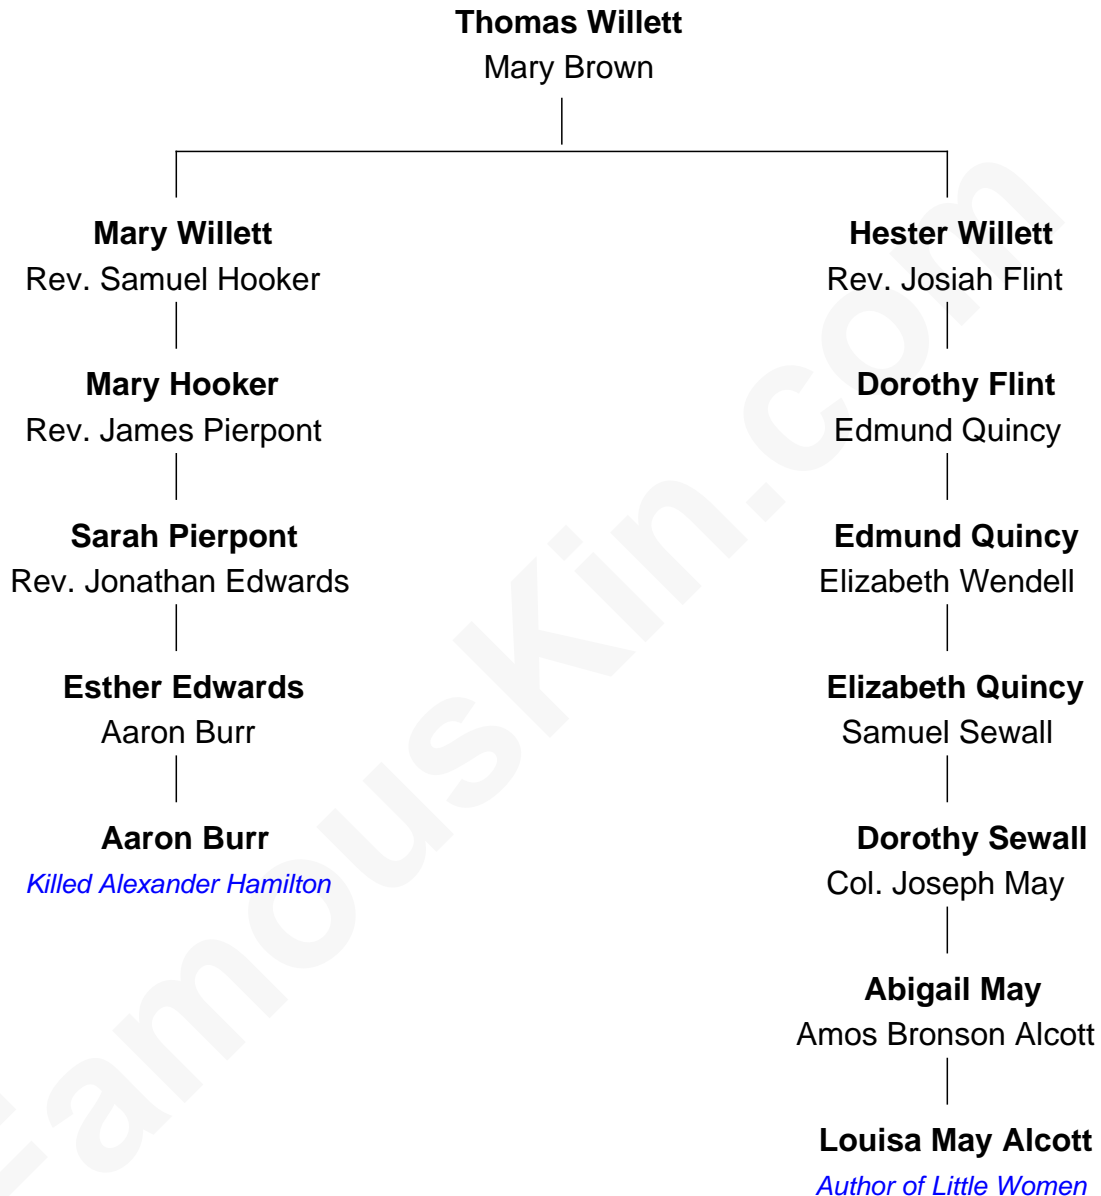 Thomas Willett
Mary Brown
Mary Willett
Rev. Samuel Hooker
Mary Hooker
Rev. James Pierpont
Sarah Pierpont
Rev. Jonathan Edwards
Esther Edwards
Aaron Burr
Aaron Burr
Killed Alexander Hamilton
Hester Willett
Rev. Josiah Flint
Dorothy Flint
Edmund Quincy
Edmund Quincy
Elizabeth Wendell
Elizabeth Quincy
Samuel Sewall
Dorothy Sewall
Col. Joseph May
Abigail May
Amos Bronson Alcott
Louisa May Alcott
Author of Little Women
FamousKin.com